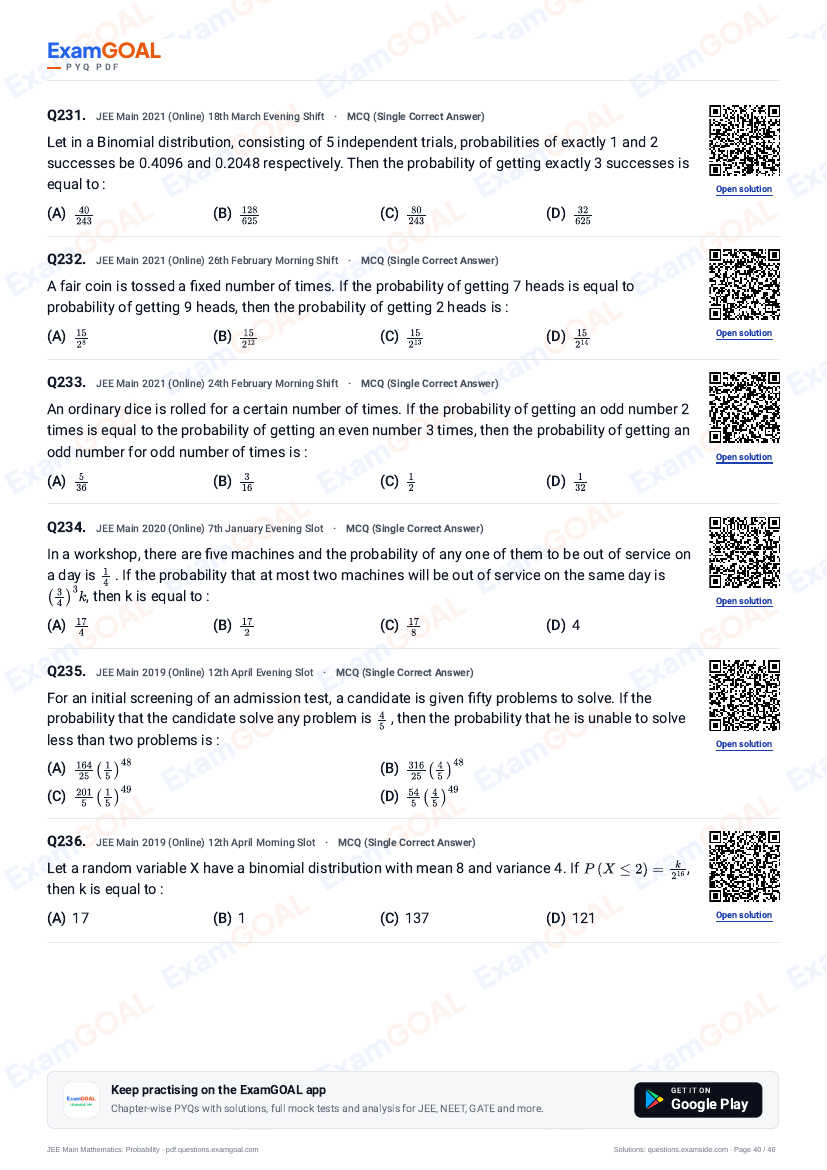 ExamGOAL
PYQ PDF
Q231. JEE Main 2021 (Online) 18th March Evening Shift · MCQ (Single Correct Answer)
Let in a Binomial distribution, consisting of 5 independent trials, probabilities of exactly 1 and 2
successes be 0.4096 and 0.2048 respectively. Then the probability of getting exactly 3 successes is
equal to :
(A) 40/243 (B) 128/625 (C) 80/243 (D) 32/625
Open solution
Q232. JEE Main 2021 (Online) 26th February Morning Shift · MCQ (Single Correct Answer)
A fair coin is tossed a fixed number of times. If the probability of getting 7 heads is equal to
probability of getting 9 heads, then the probability of getting 2 heads is :
(A) 15/2^8 (B) 15/2^12 (C) 15/2^13 (D) 15/2^14
Open solution
Q233. JEE Main 2021 (Online) 24th February Morning Shift · MCQ (Single Correct Answer)
An ordinary dice is rolled for a certain number of times. If the probability of getting an odd number 2
times is equal to the probability of getting an even number 3 times, then the probability of getting an
odd number for odd number of times is :
(A) 5/36 (B) 3/16 (C) 1/2 (D) 1/32
Open solution
Q234. JEE Main 2020 (Online) 7th January Evening Slot · MCQ (Single Correct Answer)
In a workshop, there are five machines and the probability of any one of them to be out of service on
a day is 1/4 . If the probability that at most two machines will be out of service on the same day is
(3/4)^3 k, then k is equal to :
(A) 17/4 (B) 17/2 (C) 17/8 (D) 4
Open solution
Q235. JEE Main 2019 (Online) 12th April Evening Slot · MCQ (Single Correct Answer)
For an initial screening of an admission test, a candidate is given fifty problems to solve. If the
probability that the candidate solve any problem is 4/5 , then the probability that he is unable to solve
less than two problems is :
(A) 164/25 (1/5)^48 (B) 316/25 (4/5)^48
(C) 201/5 (1/5)^49 (D) 54/5 (4/5)^49
Open solution
Q236. JEE Main 2019 (Online) 12th April Morning Slot · MCQ (Single Correct Answer)
Let a random variable X have a binomial distribution with mean 8 and variance 4. If P (X ≤ 2) = k/2^16,
then k is equal to :
(A) 17 (B) 1 (C) 137 (D) 121
Open solution
ExamGOAL
Keep practising on the ExamGOAL app
Chapter-wise PYQs with solutions, full mock tests and analysis for JEE, NEET, GATE and more.
GET IT ON
Google Play
JEE Main Mathematics: Probability · pdf.questions.examgoal.com
Solutions: questions.examside.com · Page 40 / 46